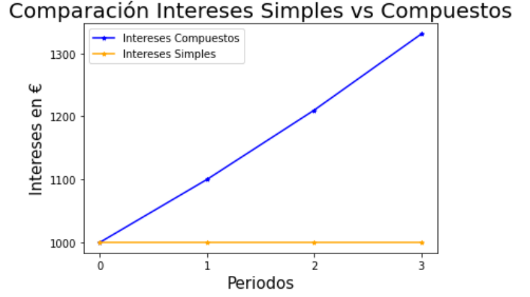 Comparación Intereses Simples vs Compuestos
Intereses Compuestos
Intereses Simples
Intereses en €
1300
1200
1100
1000
0 1 2 3
Periodos